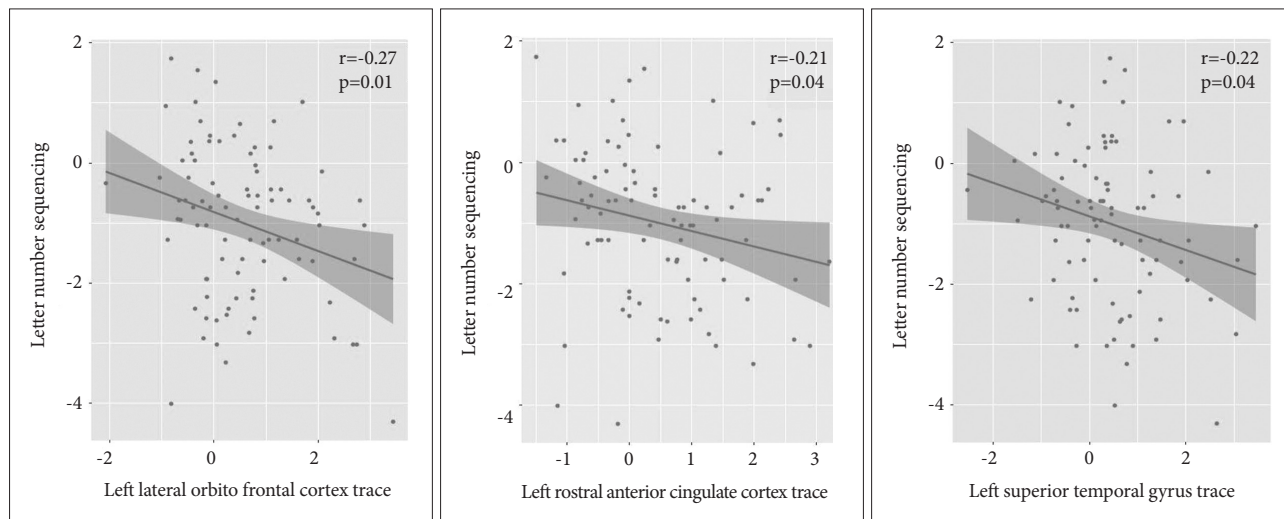 2
0
-2
-4
Letter number sequencing
r=-0.27
p=0.01
-2
0
2
Left lateral orbito frontal cortex trace
2
0
-2
-4
Letter number sequencing
r=-0.21
p=0.04
-1
0
1
2
3
Left rostral anterior cingulate cortex trace
2
0
-2
-4
Letter number sequencing
r=-0.22
p=0.04
-2
0
2
Left superior temporal gyrus trace